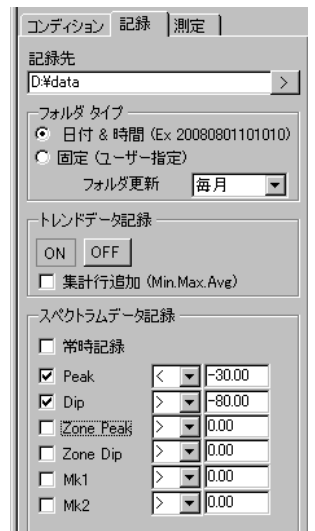 コンディション 記録 測定
記録先
D:¥data >
フォルダ タイプ
日付 & 時間 (Ex 20080801101010)
固定 (ユーザー指定)
フォルダ更新 毎月
トレンドデータ記録
ON OFF
集計行追加 (Min.Max.Avg)
スペクトラムデータ記録
常時記録
Peak < -30.00
Dip > -80.00
Zone Peak > 0.00
Zone Dip > 0.00
Mk1 > 0.00
Mk2 > 0.00